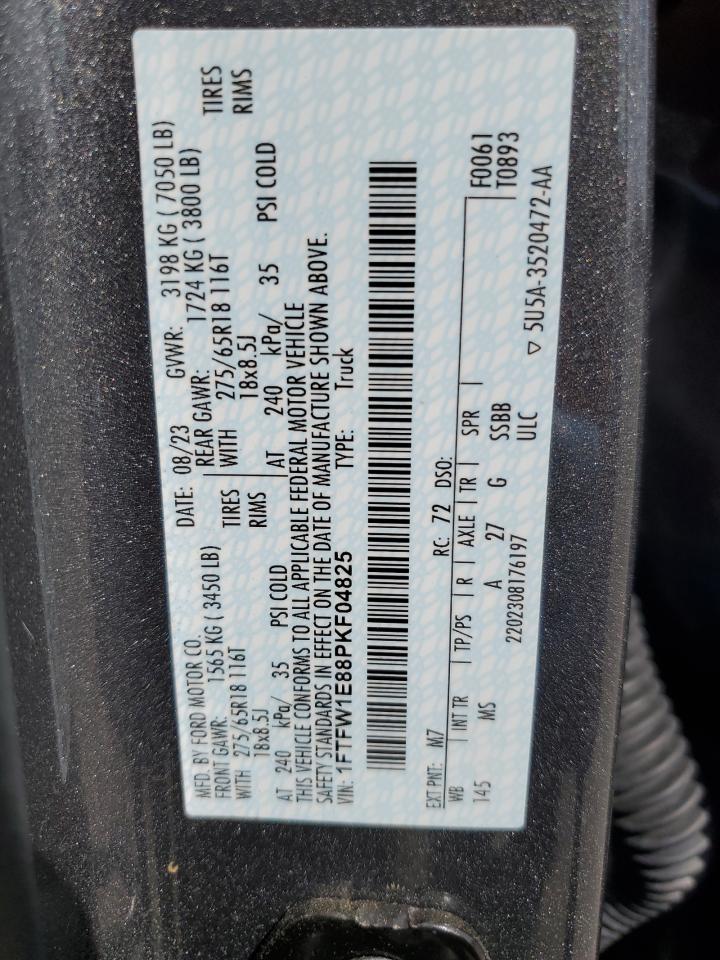 MFD. BY FORD MOTOR CO.
DATE: 08/23 GVWR: 3198 KG ( 7050 LB)
FRONT GAWR: 1565 KG ( 3450 LB) REAR GAWR: 1724 KG ( 3800 LB)
WITH 275/65R18 116T TIRES WITH 275/65R18 116T TIRES
18x8.5J RIMS 18x8.5J RIMS
AT 240 kPa/ 35 PSI COLD AT 240 kPa/ 35 PSI COLD
THIS VEHICLE CONFORMS TO ALL APPLICABLE FEDERAL MOTOR VEHICLE
SAFETY STANDARDS IN EFFECT ON THE DATE OF MANUFACTURE SHOWN ABOVE.
VIN: 1FTFW1E88PKF04825 TYPE: Truck
EXT PNT: M7 RC: 72 DSO:
WB INT TR TP/PS R AXLE TR SPR F0061
145 MS A 27 G SSBB T0893
2202308176197 ULC
▽ 5U5A-3520472-AA